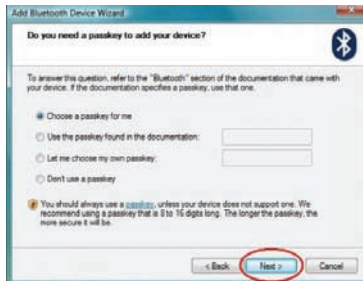 Add Bluetooth Device Wizard
Do you need a passkey to add your device?
To answer this question, refer to the "Bluetooth" section of the documentation that came with
your device. If the documentation specifies a passkey, use that one.
Choose a passkey for me
Use the passkey found in the documentation:
Let me choose my own passkey:
Don't use a passkey
You should always use a passkey, unless your device does not support one. We
recommend using a passkey that is 8 to 16 digits long. The longer the passkey, the
more secure it will be.
< Back Next > Cancel